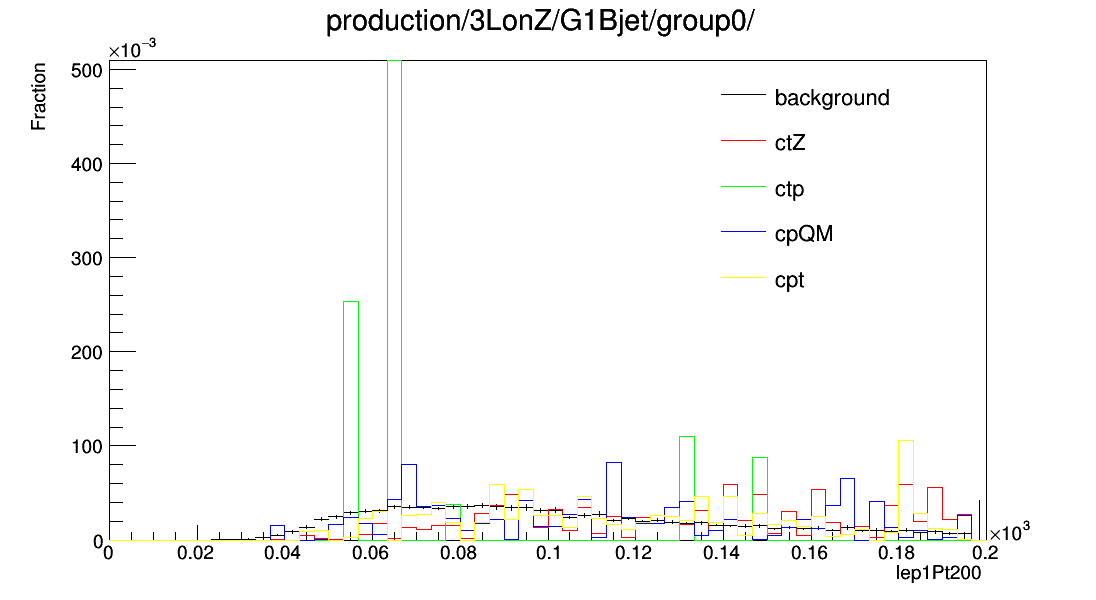 production/3LonZ/G1Bjet/group0/
×10⁻³
Fraction
500
400
300
200
100
0
background
ctZ
ctp
cpQM
cpt
0 0.02 0.04 0.06 0.08 0.1 0.12 0.14 0.16 0.18 0.2
×10³
lep1Pt200